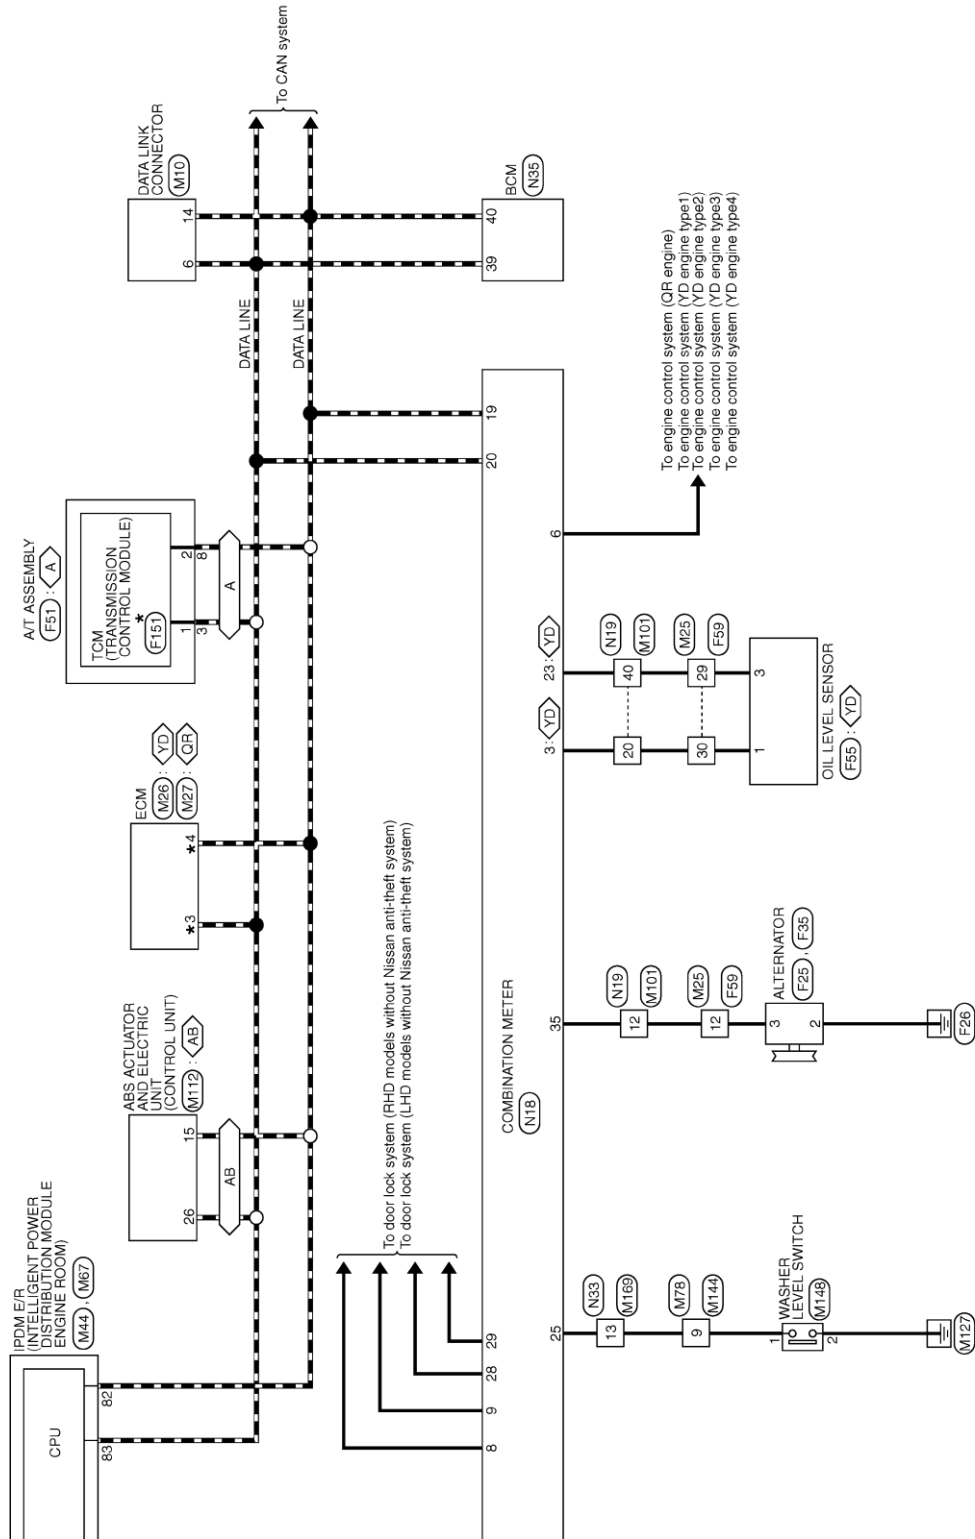 IPDM E/R
(INTELLIGENT POWER
DISTRIBUTION MODULE
ENGINE ROOM)
M44 , M67
CPU
83
82
ABS ACTUATOR
AND ELECTRIC
UNIT
(CONTROL UNIT)
M112 : AB
26
15
AB
ECM
M26 : YD
M27 : QR
*3
*4
A/T ASSEMBLY
F51 : A
TCM
(TRANSMISSION
CONTROL MODULE)
*
F151
1
2
3
8
A
DATA LINE
DATA LINE
DATA LINK
CONNECTOR
M10
6
14
To CAN system
BCM
N35
39
40
To door lock system (RHD models without Nissan anti-theft system)
To door lock system (LHD models without Nissan anti-theft system)
8
9
28
29
20
19
COMBINATION METER
N18
25
35
3 : YD
23 : YD
6
N33
13
M169
M78
9
M144
WASHER
LEVEL SWITCH
M148
1
2
M127
N19
12
M101
M25
12
F59
ALTERNATOR
F25 , F35
3
2
F26
20
40
N19
M101
30
29
M25
F59
1
3
OIL LEVEL SENSOR
F55 : YD
To engine control system (QR engine)
To engine control system (YD engine type1)
To engine control system (YD engine type2)
To engine control system (YD engine type3)
To engine control system (YD engine type4)